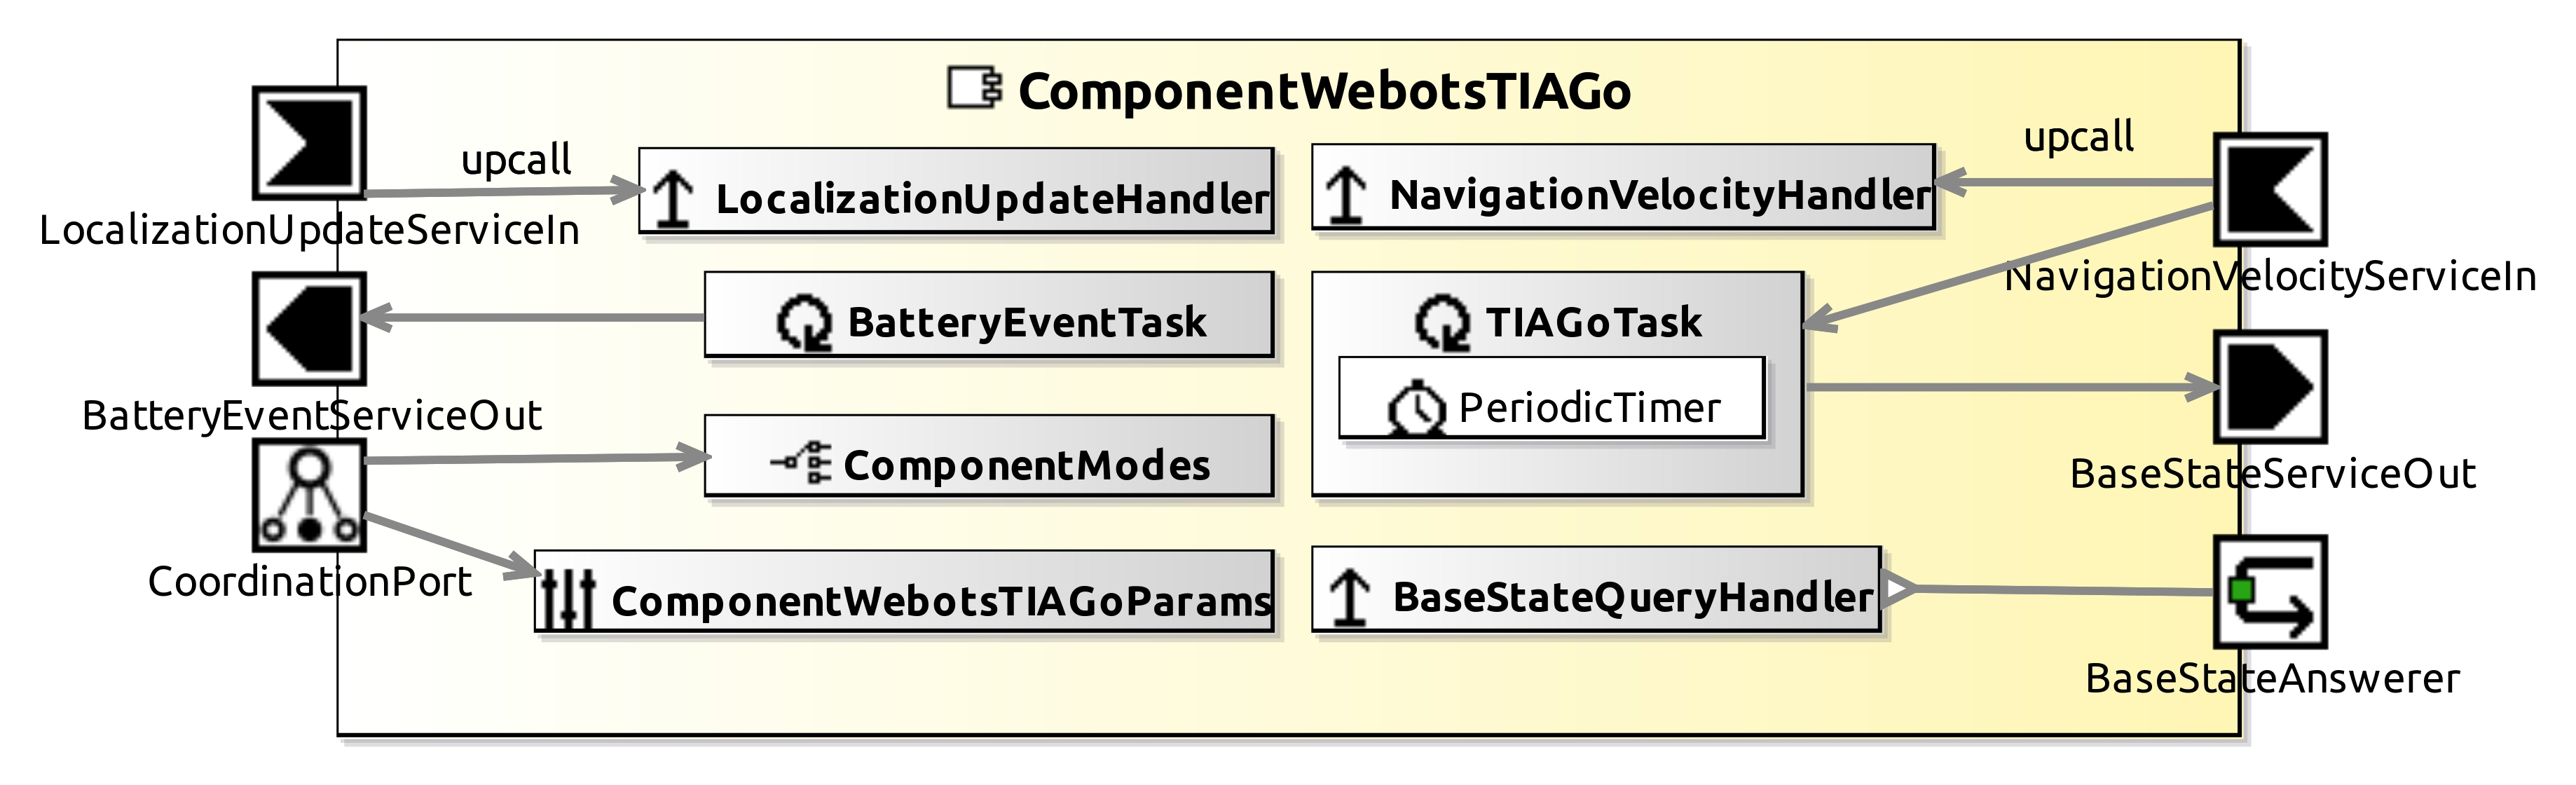 ComponentWebotsTIAGo
upcall
LocalizationUpdateHandler
LocalizationUpdateServiceIn
upcall
NavigationVelocityHandler
NavigationVelocityServiceIn
BatteryEventTask
BatteryEventServiceOut
TIAGoTask
PeriodicTimer
BaseStateServiceOut
ComponentModes
CoordinationPort
ComponentWebotsTIAGoParams
BaseStateQueryHandler
BaseStateAnswerer